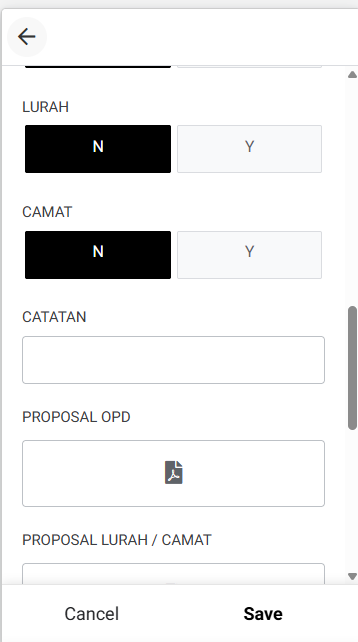 LURAH
N Y
CAMAT
N Y
CATATAN
PROPOSAL OPD
PROPOSAL LURAH / CAMAT
Cancel Save